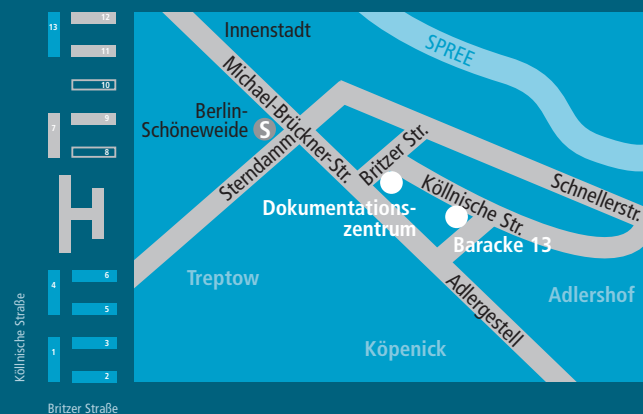 13
12
11
10
9
7
8
6
4
5
3
1
2
Köllnische Straße
Britzer Straße
Innenstadt
SPREE
Michael-Brückner-Str.
Berlin-
Schöneweide
S
Sterndamm
Britzer Str.
Schnellerstr.
Köllnische Str.
Dokumentations-
zentrum
Baracke 13
Treptow
Adlergestell
Adlershof
Köpenick